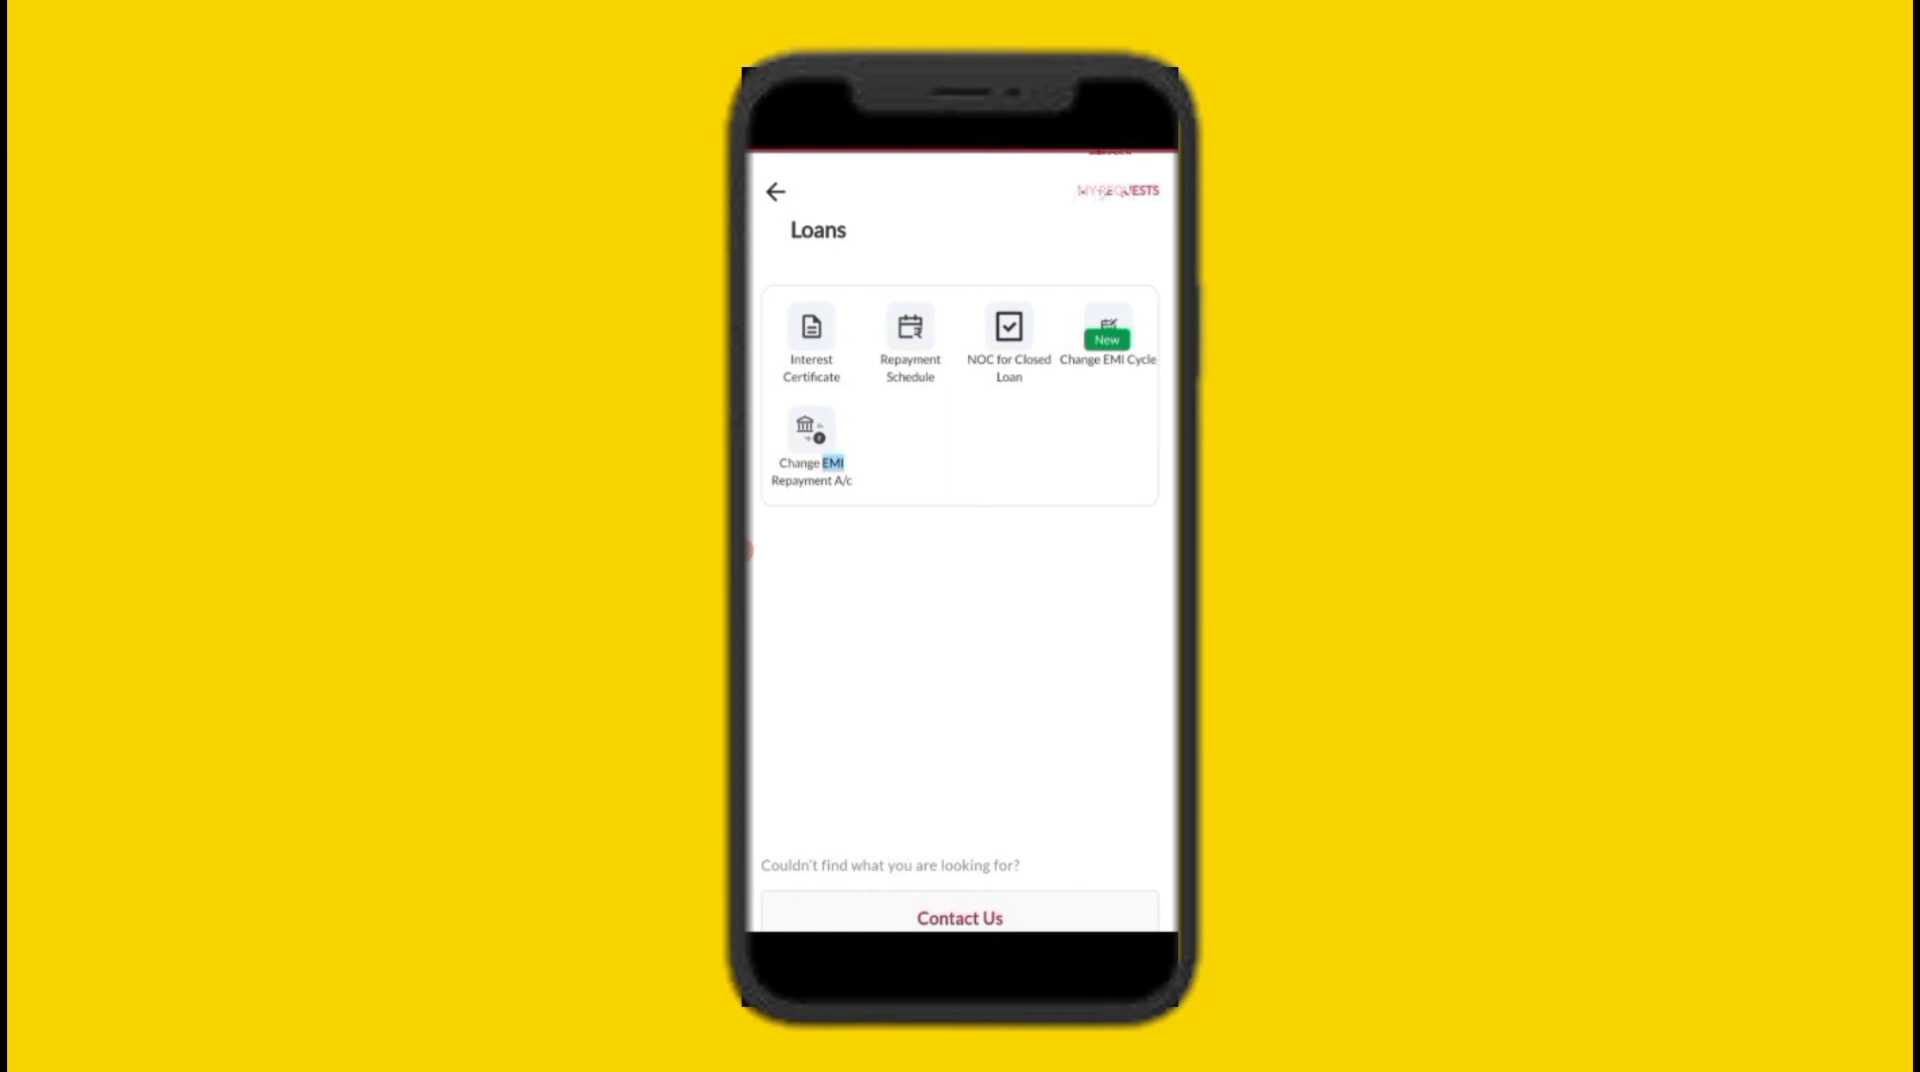 MY REQUESTS
Loans
New
Interest
Certificate
Repayment
Schedule
NOC for Closed
Loan
Change EMI Cycle
Change EMI
Repayment A/c
Couldn't find what you are looking for?
Contact Us